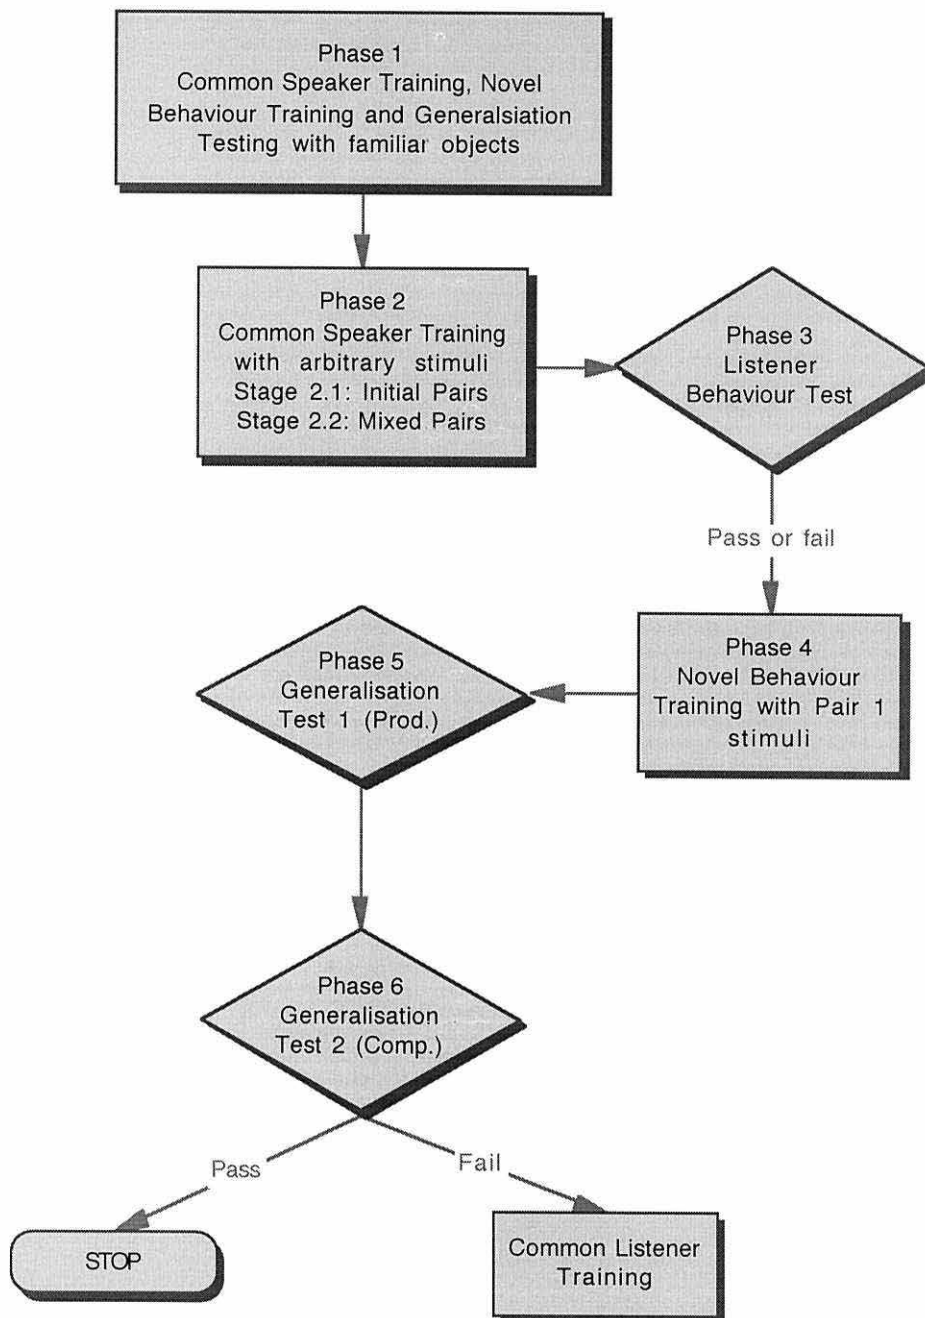 Phase 1
Common Speaker Training, Novel
Behaviour Training and Generalsiation
Testing with familiar objects
Phase 2
Common Speaker Training
with arbitrary stimuli
Stage 2.1: Initial Pairs
Stage 2.2: Mixed Pairs
Phase 3
Listener
Behaviour Test
Pass or fail
Phase 4
Novel Behaviour
Training with Pair 1
stimuli
Phase 5
Generalisation
Test 1 (Prod.)
Phase 6
Generalisation
Test 2 (Comp.)
Pass
Fail
STOP
Common Listener
Training